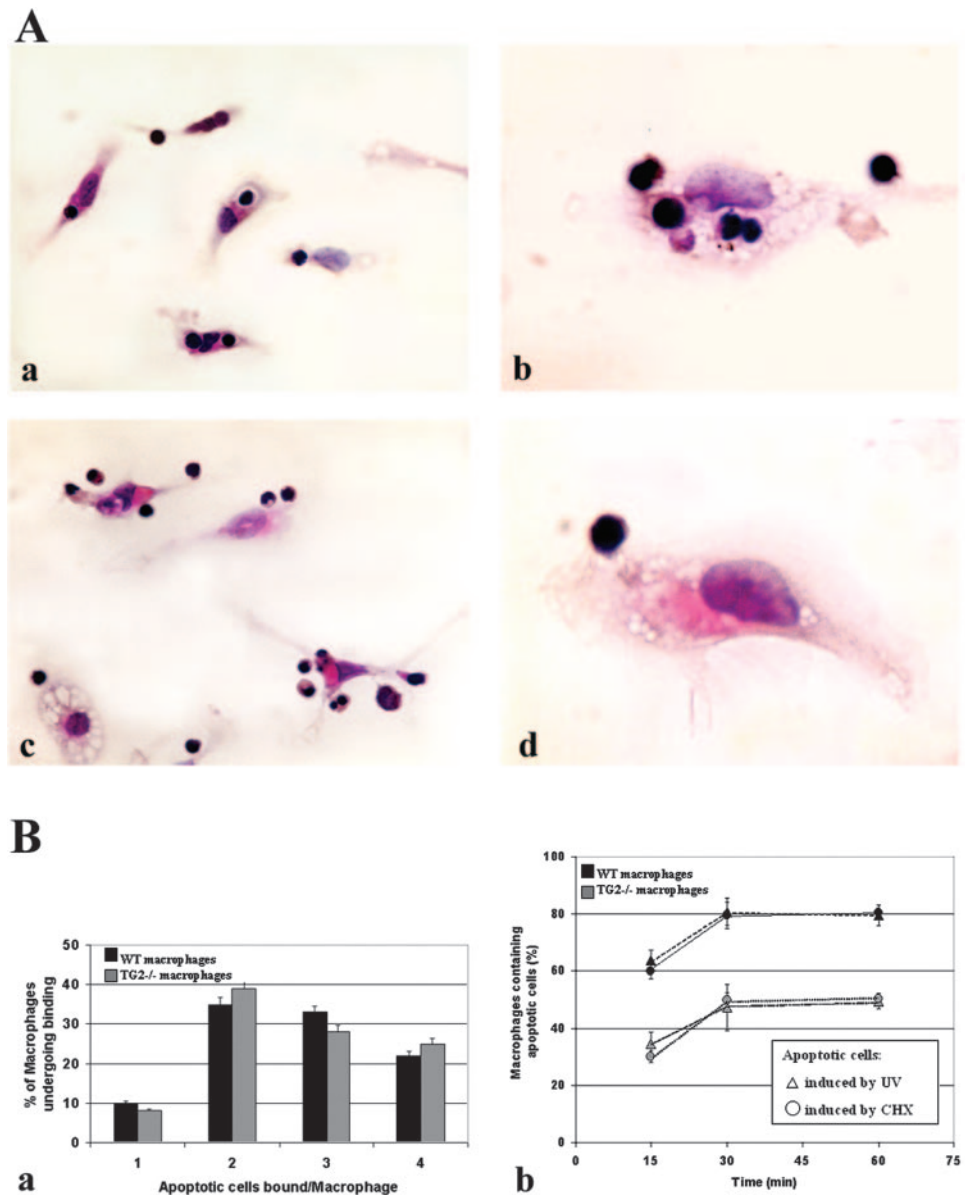 A
a
b
c
d
B
% of Macrophages
undergoing binding
50
40
30
20
10
0
WT macrophages
TG2-/- macrophages
1 2 3 4
Apoptotic cells bound/Macrophage
a
Macrophages containing
apoptotic cells (%)
100
80
60
40
20
0
WT macrophages
TG2-/- macrophages
Apoptotic cells:
induced by UV
induced by CHX
0 15 30 45 60 75
Time (min)
b